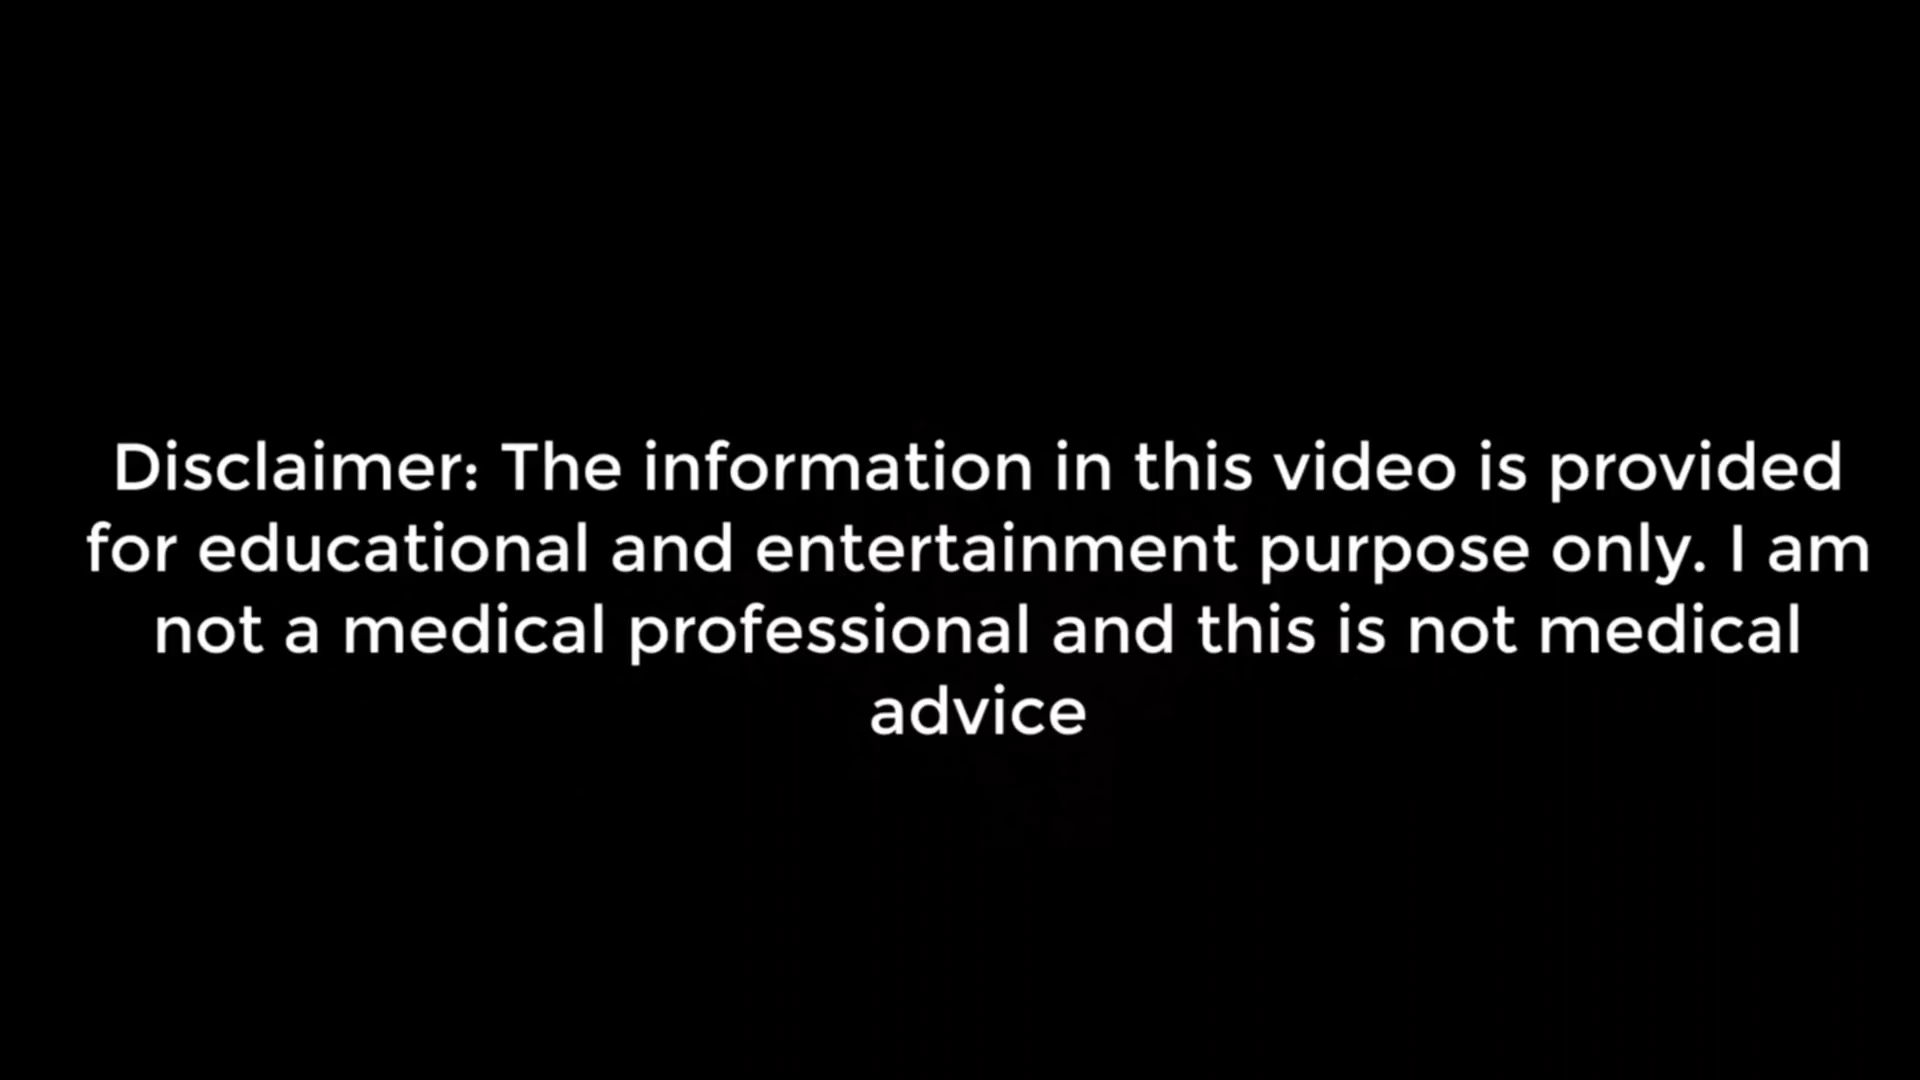 Disclaimer: The information in this video is provided
for educational and entertainment purpose only. I am
not a medical professional and this is not medical
advice